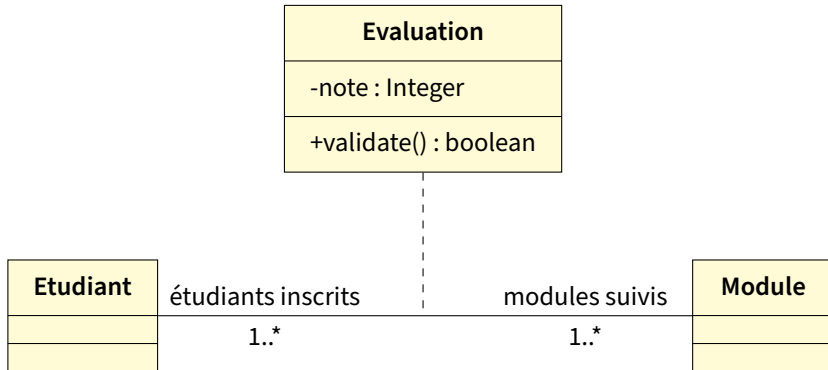 Evaluation
-note : Integer
+validate() : boolean
Etudiant
étudiants inscrits
modules suivis
Module
1..*
1..*